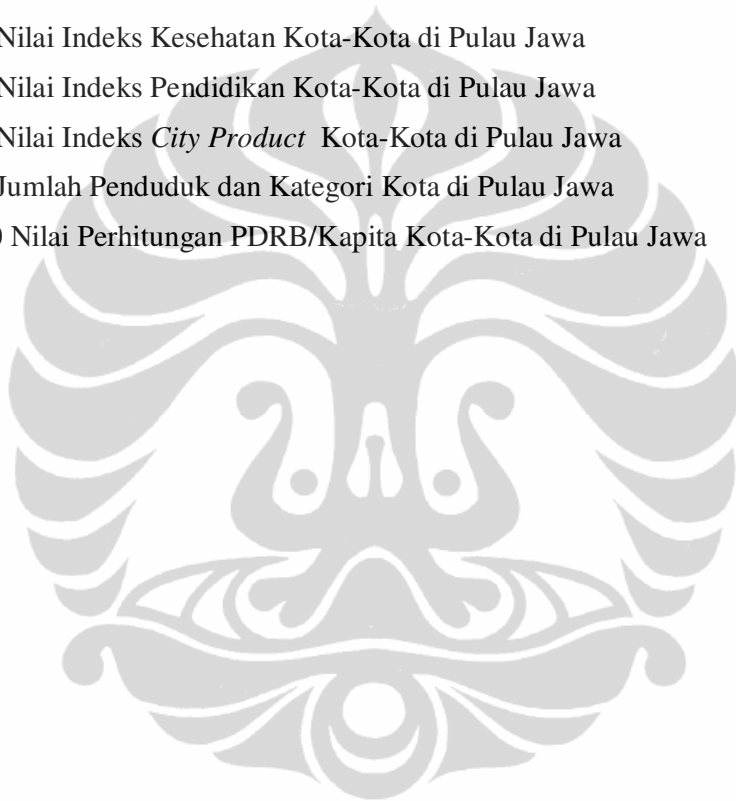 Nilai Indeks Kesehatan Kota-Kota di Pulau Jawa
Nilai Indeks Pendidikan Kota-Kota di Pulau Jawa
Nilai Indeks City Product Kota-Kota di Pulau Jawa
Jumlah Penduduk dan Kategori Kota di Pulau Jawa
Nilai Perhitungan PDRB/Kapita Kota-Kota di Pulau Jawa